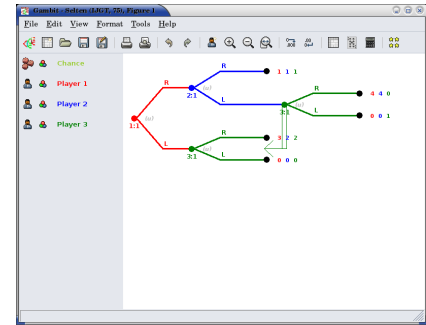 Gambit - Selten (IJGT, 75), Figure 1
File Edit View Format Tools Help
Chance
Player 1
Player 2
Player 3
R
1 1 1
R
2:1
(u)
R
4 4 0
L
3:1
(u)
1:1
(u)
L
0 0 1
R
3 2 2
L
3:1
(u)
L
0 0 0